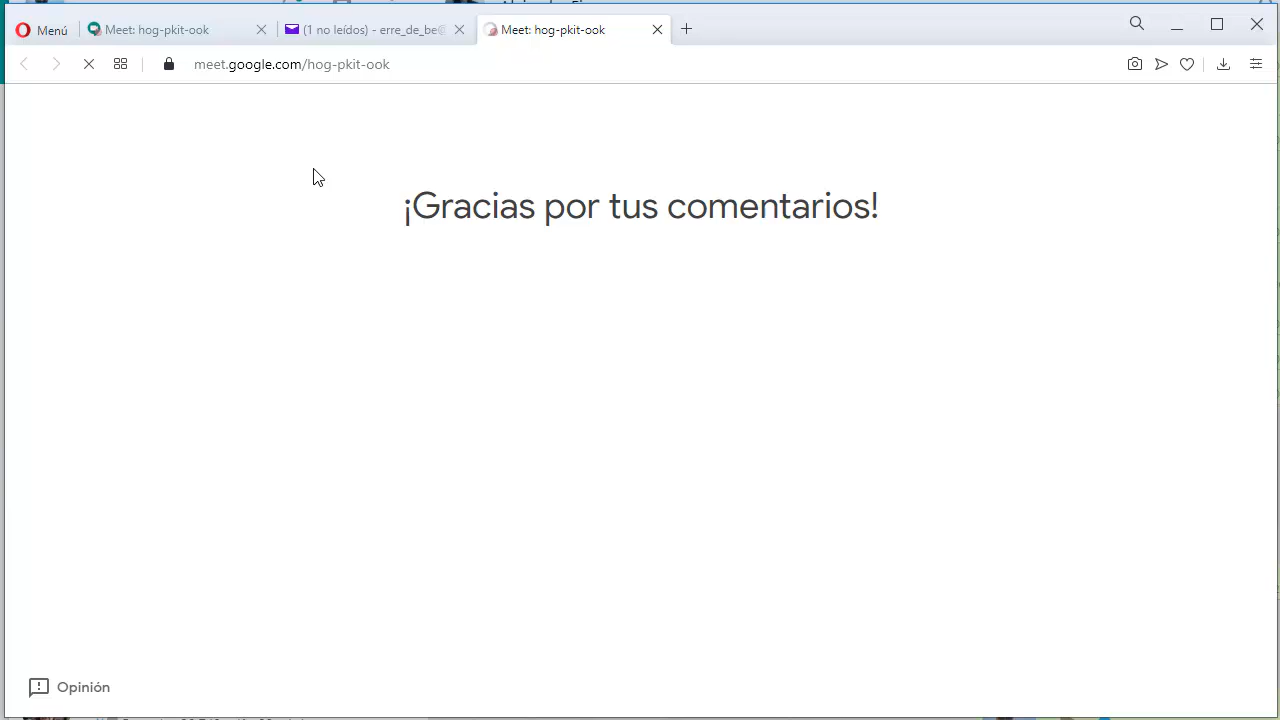 Menú
Meet: hog-pkit-ook
(1 no leídos) - erre_de_be@
Meet: hog-pkit-ook
meet.google.com/hog-pkit-ook
¡Gracias por tus comentarios!
Opinión